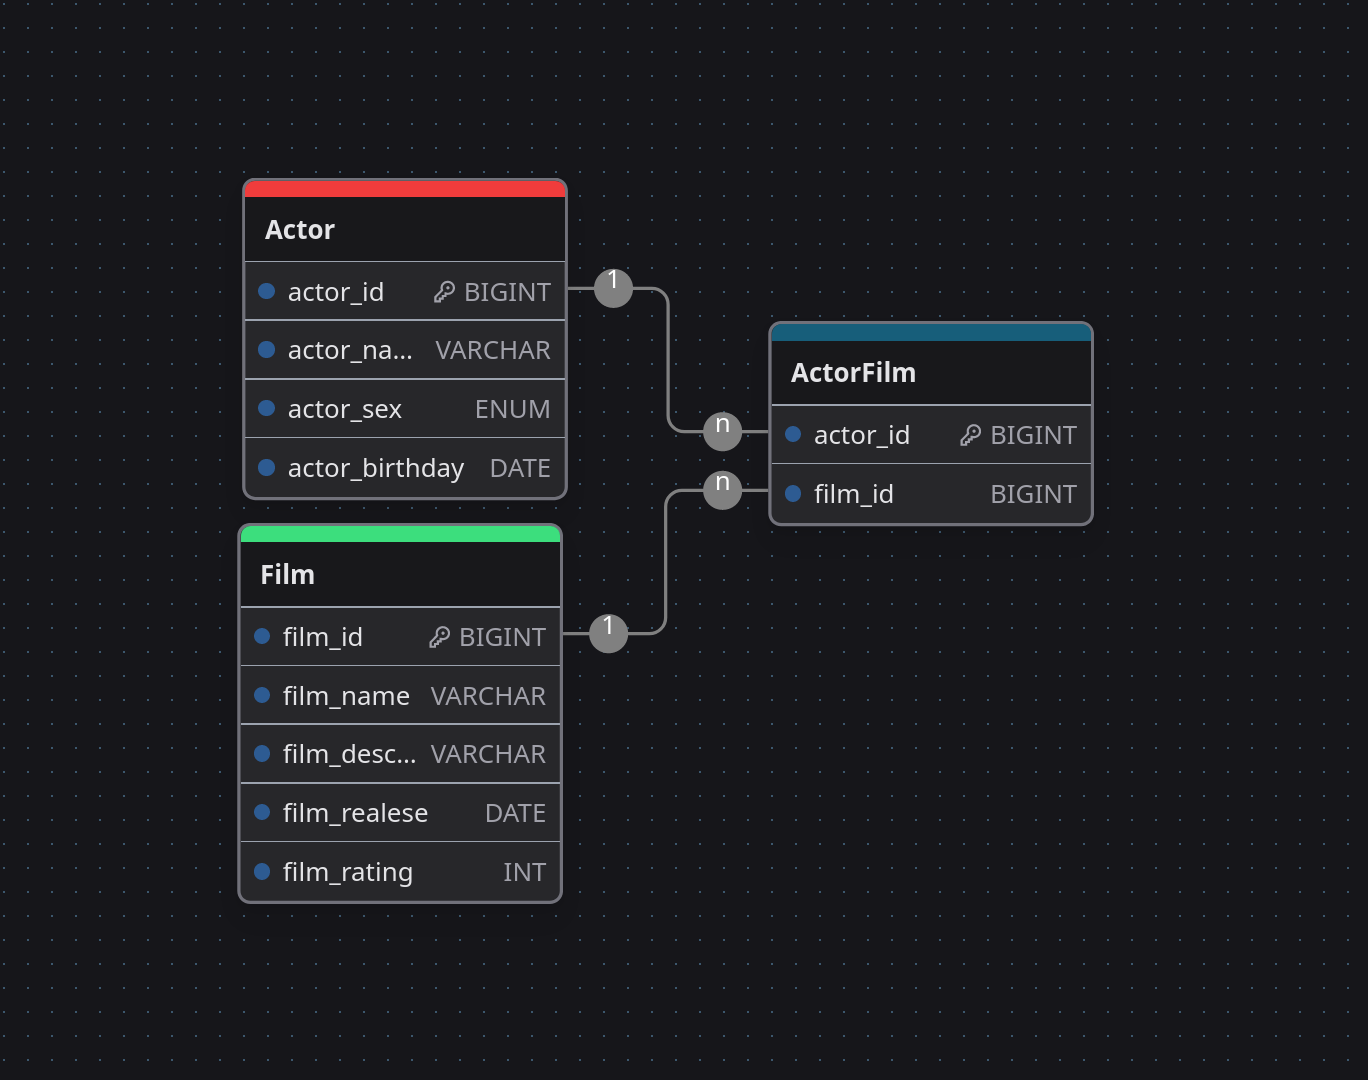 Actor
actor_id BIGINT
actor_na... VARCHAR
actor_sex ENUM
actor_birthday DATE
1
n
ActorFilm
actor_id BIGINT
film_id BIGINT
n
1
Film
film_id BIGINT
film_name VARCHAR
film_desc... VARCHAR
film_realese DATE
film_rating INT